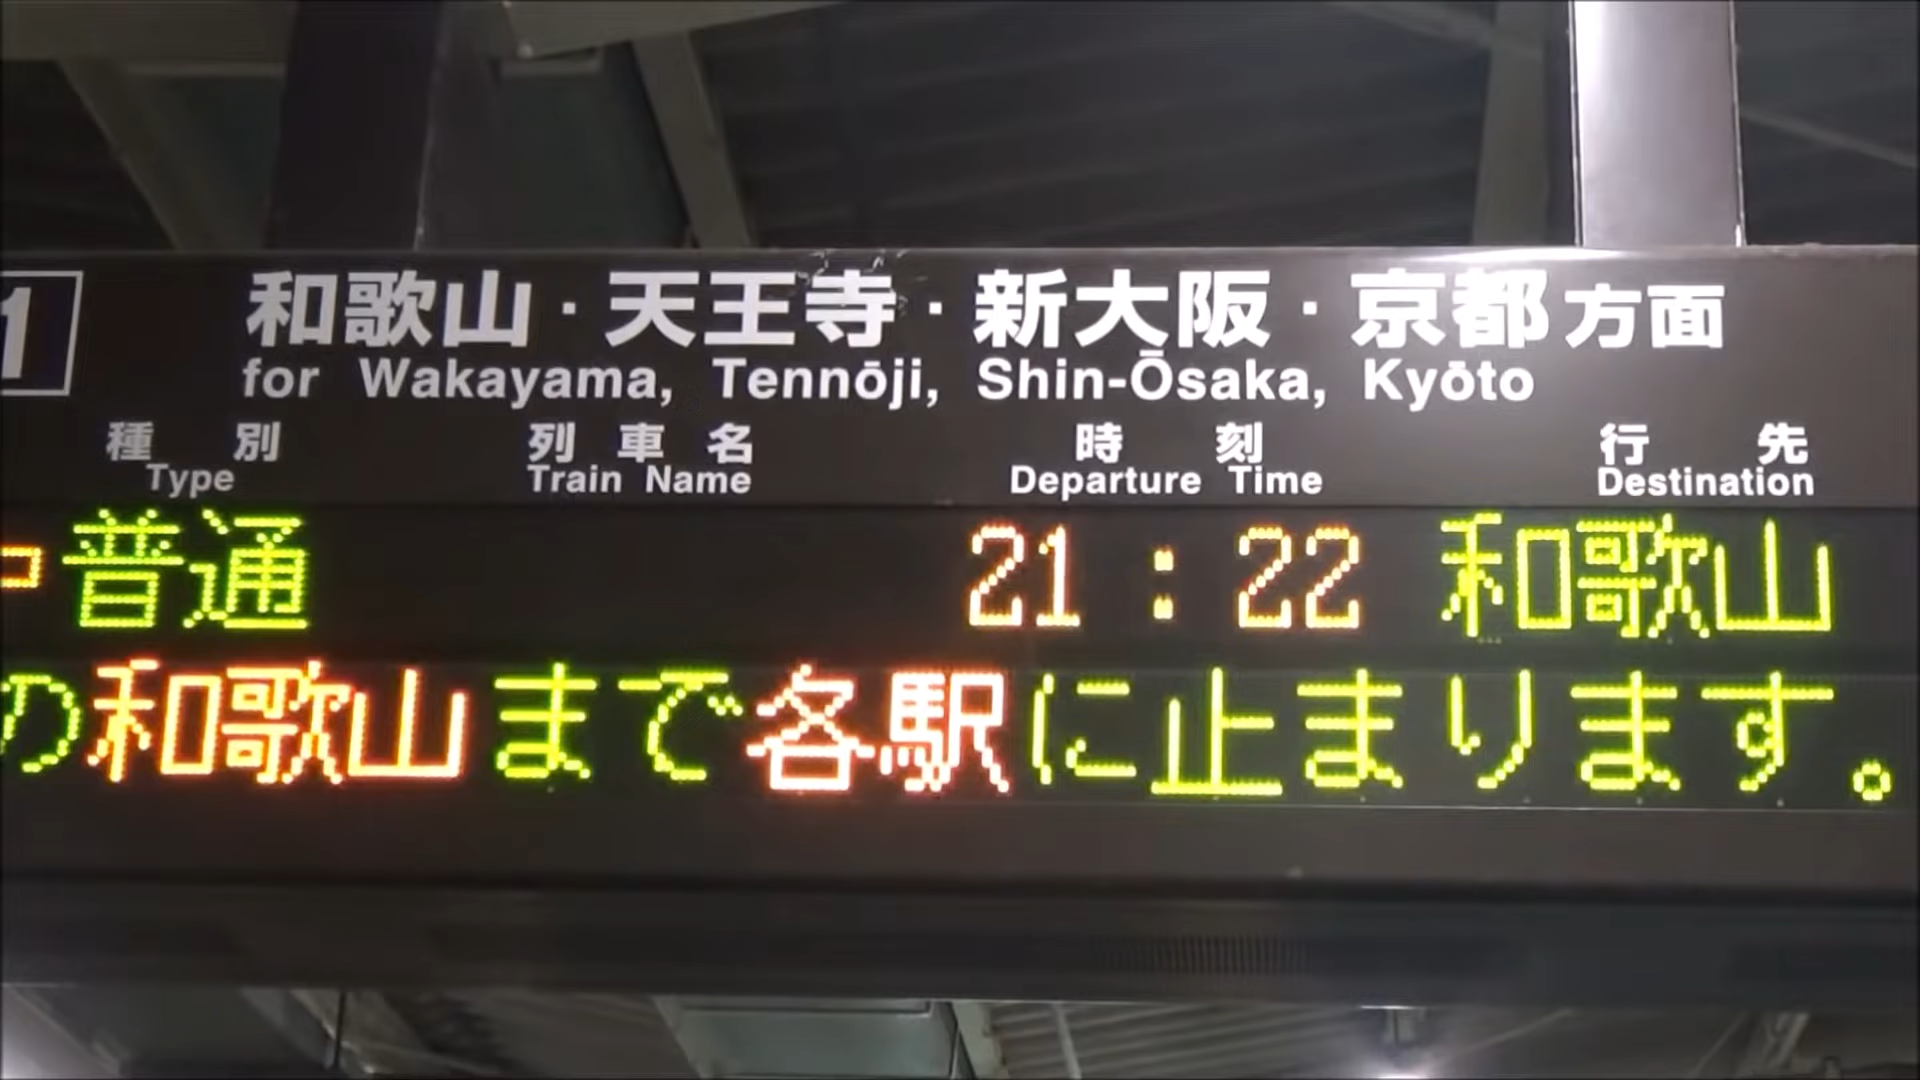 1
和歌山・天王寺・新大阪・京都方面
for Wakayama, Tennōji, Shin-Ōsaka, Kyōto
種別 列車名 時刻 行先
Type Train Name Departure Time Destination
普通 21:22 和歌山
の和歌山まで各駅に止まります。